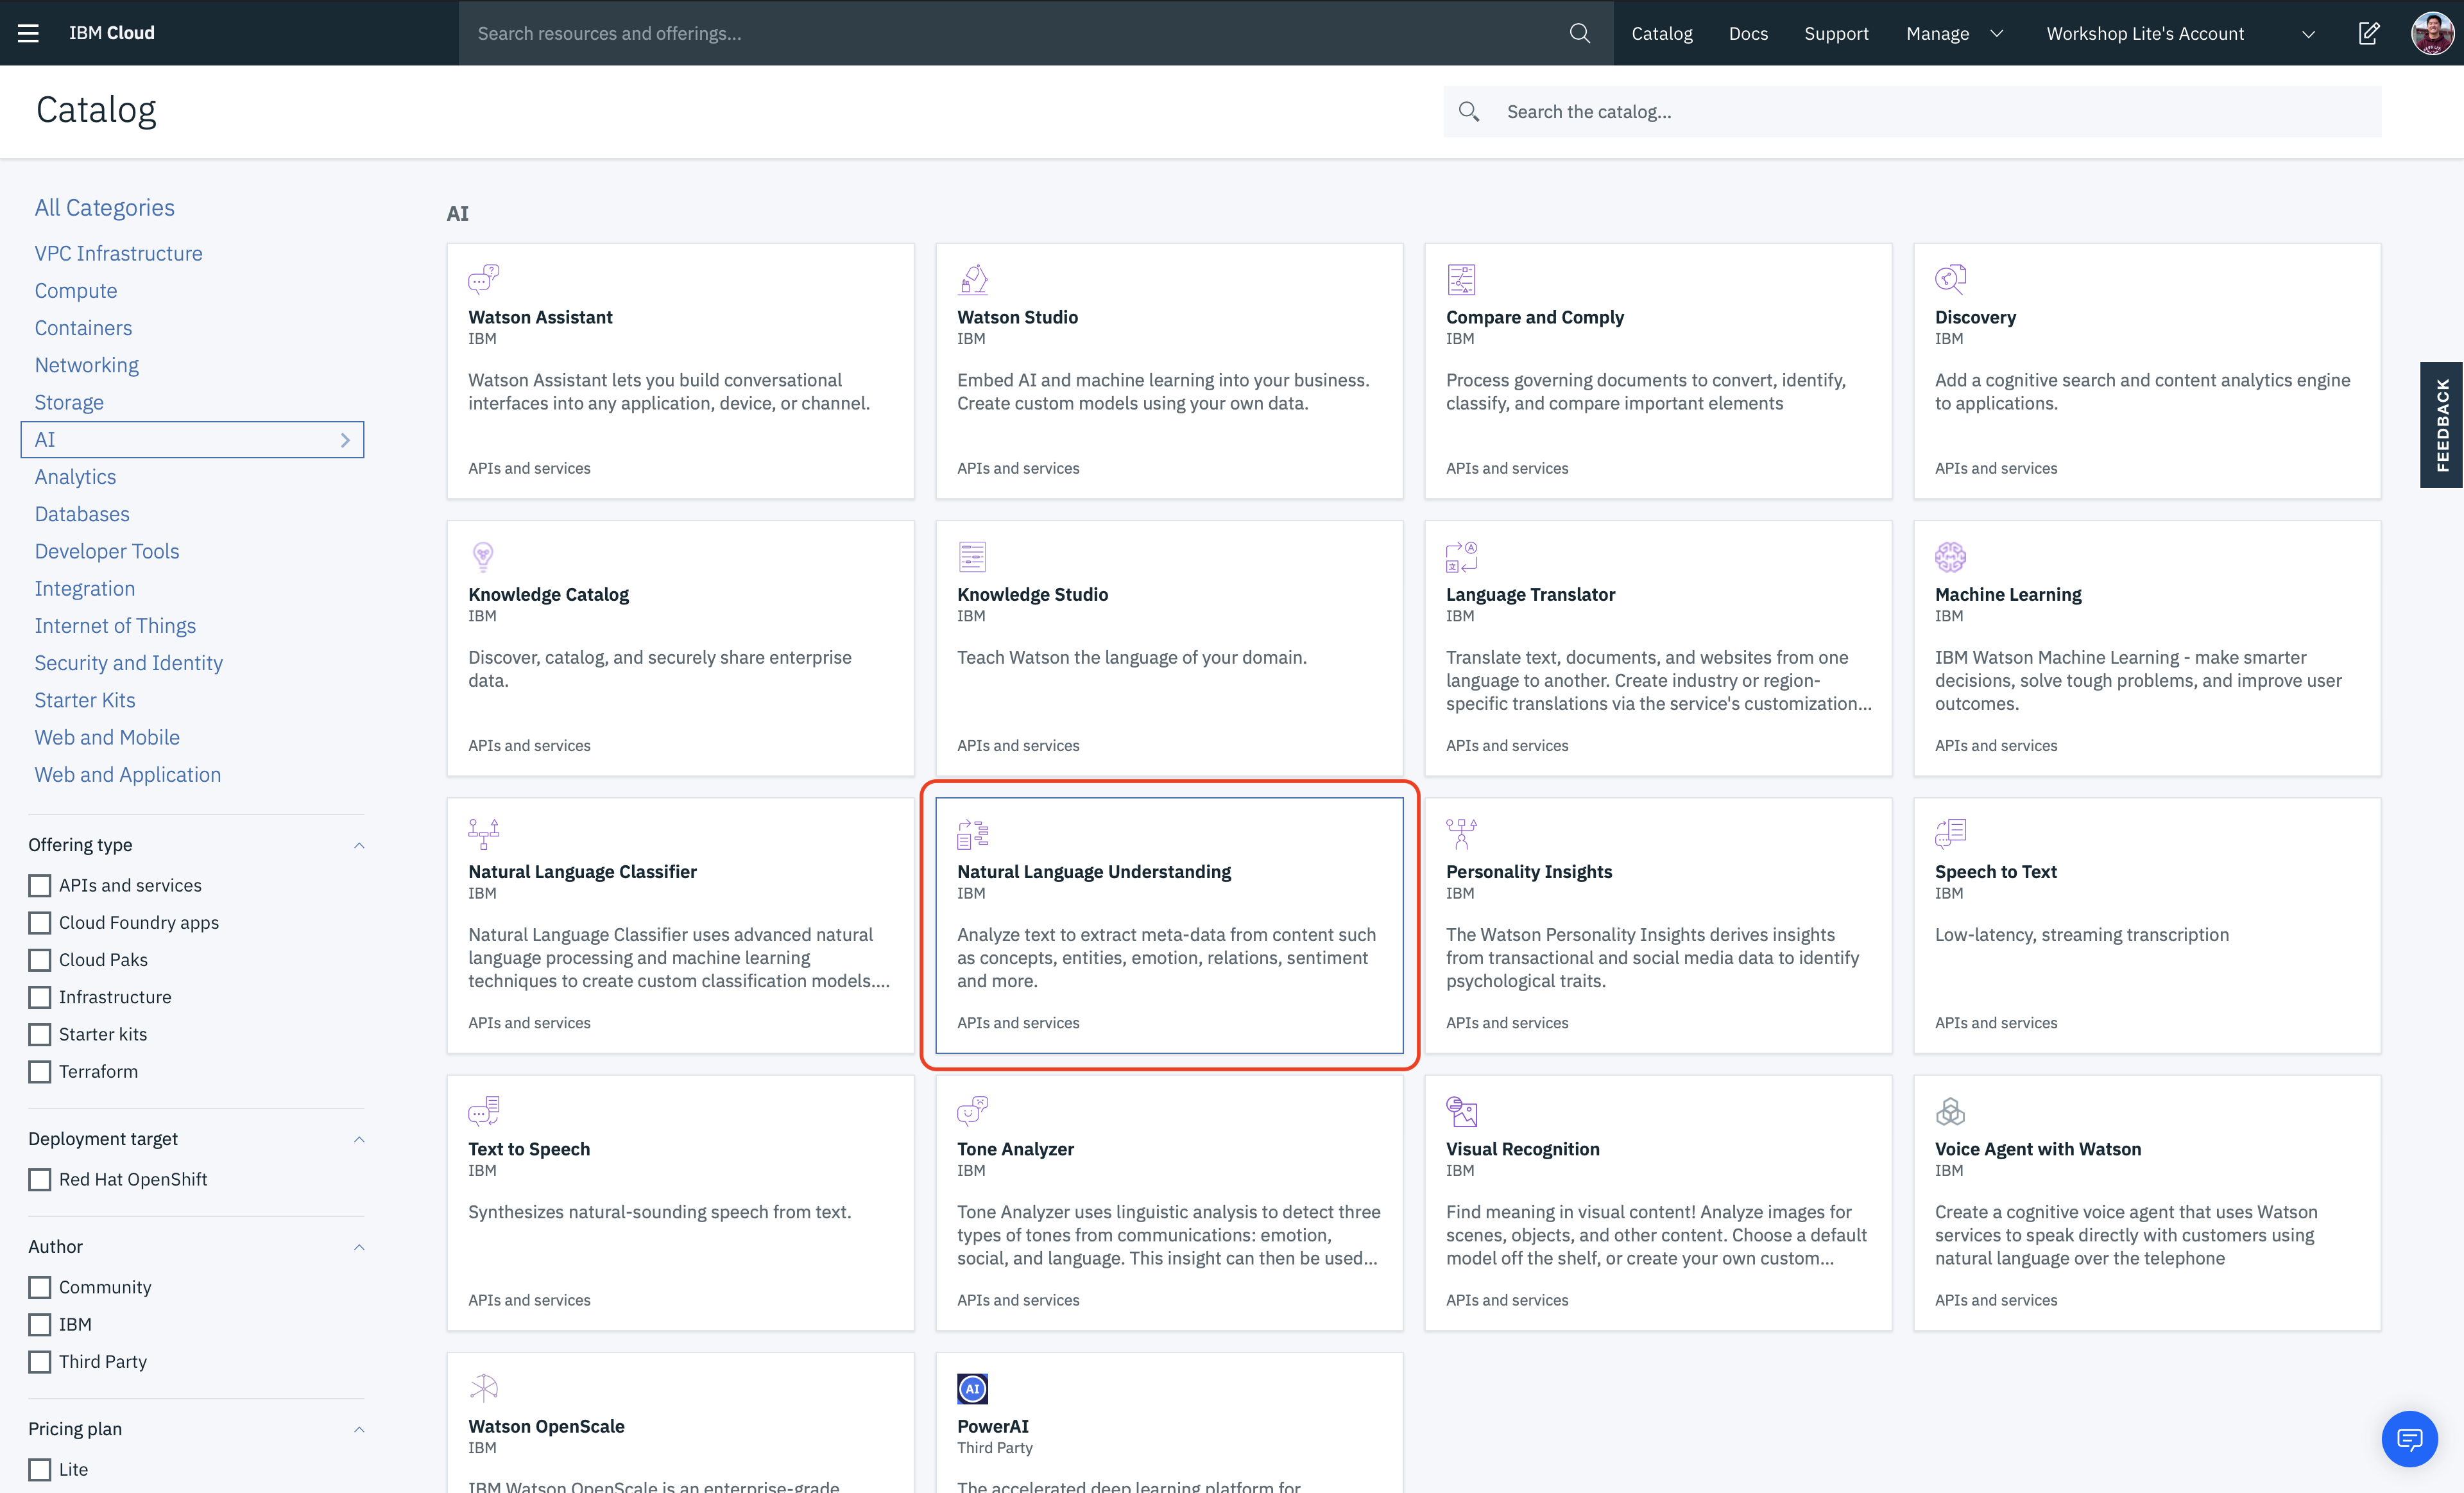 IBM Cloud
Search resources and offerings...
Catalog
Docs
Support
Manage
Workshop Lite's Account
Catalog
Search the catalog...
All Categories
VPC Infrastructure
Compute
Containers
Networking
Storage
AI
Analytics
Databases
Developer Tools
Integration
Internet of Things
Security and Identity
Starter Kits
Web and Mobile
Web and Application
Offering type
APIs and services
Cloud Foundry apps
Cloud Paks
Infrastructure
Starter kits
Terraform
Deployment target
Red Hat OpenShift
Author
Community
IBM
Third Party
Pricing plan
Lite
AI
Watson Assistant
IBM
Watson Assistant lets you build conversational
interfaces into any application, device, or channel.
APIs and services
Watson Studio
IBM
Embed AI and machine learning into your business.
Create custom models using your own data.
APIs and services
Compare and Comply
IBM
Process governing documents to convert, identify,
classify, and compare important elements
APIs and services
Discovery
IBM
Add a cognitive search and content analytics engine
to applications.
APIs and services
Knowledge Catalog
IBM
Discover, catalog, and securely share enterprise
data.
APIs and services
Knowledge Studio
IBM
Teach Watson the language of your domain.
APIs and services
Language Translator
IBM
Translate text, documents, and websites from one
language to another. Create industry or region-
specific translations via the service's customization...
APIs and services
Machine Learning
IBM
IBM Watson Machine Learning - make smarter
decisions, solve tough problems, and improve user
outcomes.
APIs and services
Natural Language Classifier
IBM
Natural Language Classifier uses advanced natural
language processing and machine learning
techniques to create custom classification models....
APIs and services
Natural Language Understanding
IBM
Analyze text to extract meta-data from content such
as concepts, entities, emotion, relations, sentiment
and more.
APIs and services
Personality Insights
IBM
The Watson Personality Insights derives insights
from transactional and social media data to identify
psychological traits.
APIs and services
Speech to Text
IBM
Low-latency, streaming transcription
APIs and services
Text to Speech
IBM
Synthesizes natural-sounding speech from text.
APIs and services
Tone Analyzer
IBM
Tone Analyzer uses linguistic analysis to detect three
types of tones from communications: emotion,
social, and language. This insight can then be used...
APIs and services
Visual Recognition
IBM
Find meaning in visual content! Analyze images for
scenes, objects, and other content. Choose a default
model off the shelf, or create your own custom...
APIs and services
Voice Agent with Watson
IBM
Create a cognitive voice agent that uses Watson
services to speak directly with customers using
natural language over the telephone
APIs and services
Watson OpenScale
IBM
IBM Watson OpenScale is an enterprise-grade
AI
PowerAI
Third Party
The accelerated deep learning platform for
FEEDBACK